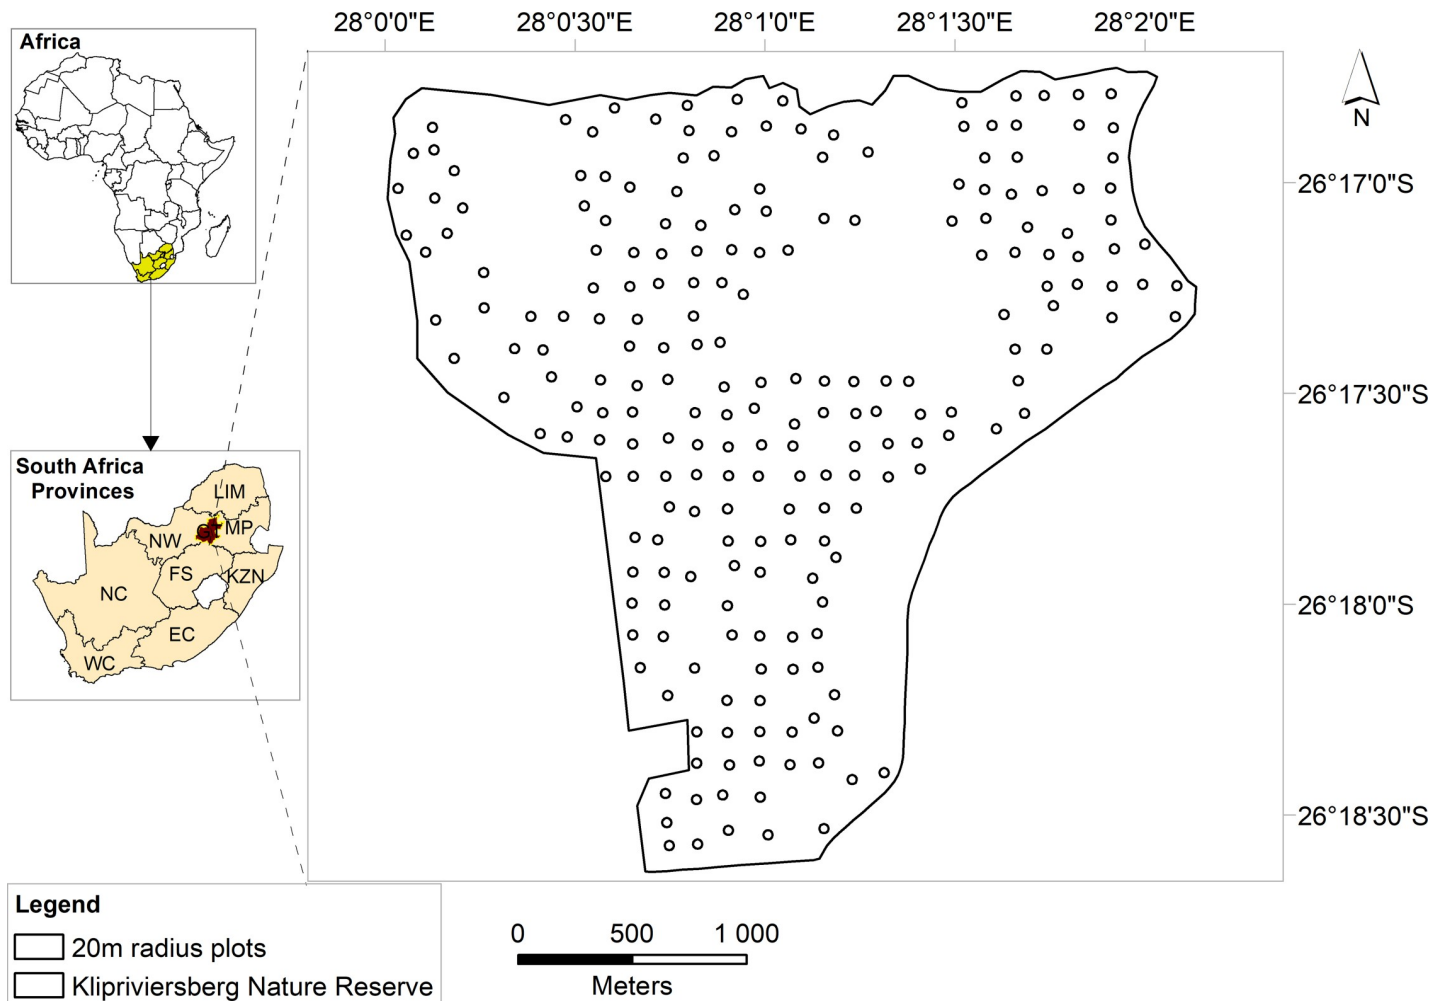 28°0'0"E 28°0'30"E 28°1'0"E 28°1'30"E 28°2'0"E
Africa
N
26°17'0"S
26°17'30"S
26°18'0"S
26°18'30"S
South Africa
Provinces
LIM
MP
NW
FS
KZN
NC
EC
WC
Legend
20m radius plots
Klipriviersberg Nature Reserve
0 500 1 000
Meters